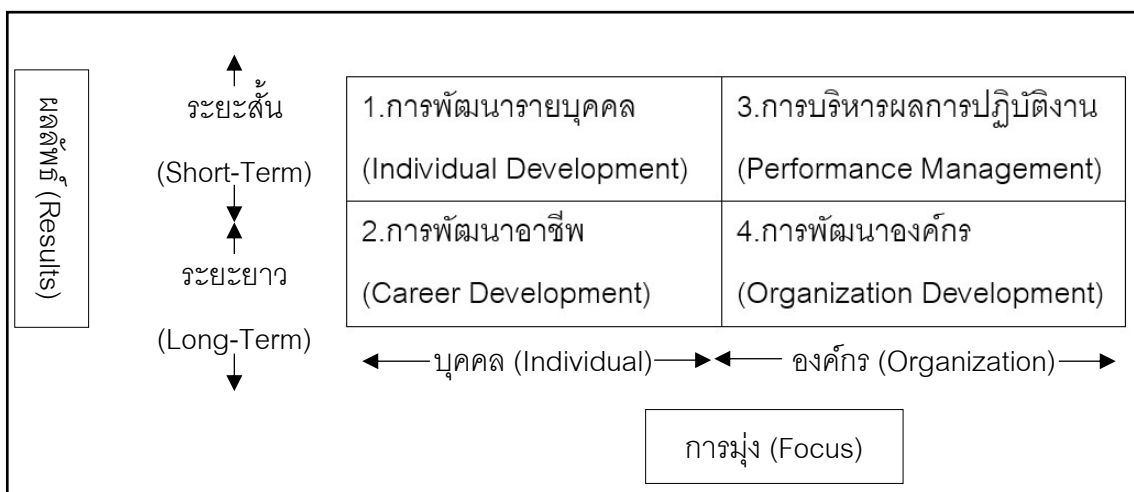 ผลลัพธ์ (Results)
ระยะสั้น
(Short-Term)
ระยะยาว
(Long-Term)
1.การพัฒนารายบุคคล
(Individual Development)
3.การบริหารผลการปฏิบัติงาน
(Performance Management)
2.การพัฒนาอาชีพ
(Career Development)
4.การพัฒนาองค์กร
(Organization Development)
บุคคล (Individual)
องค์กร (Organization)
การมุ่ง (Focus)